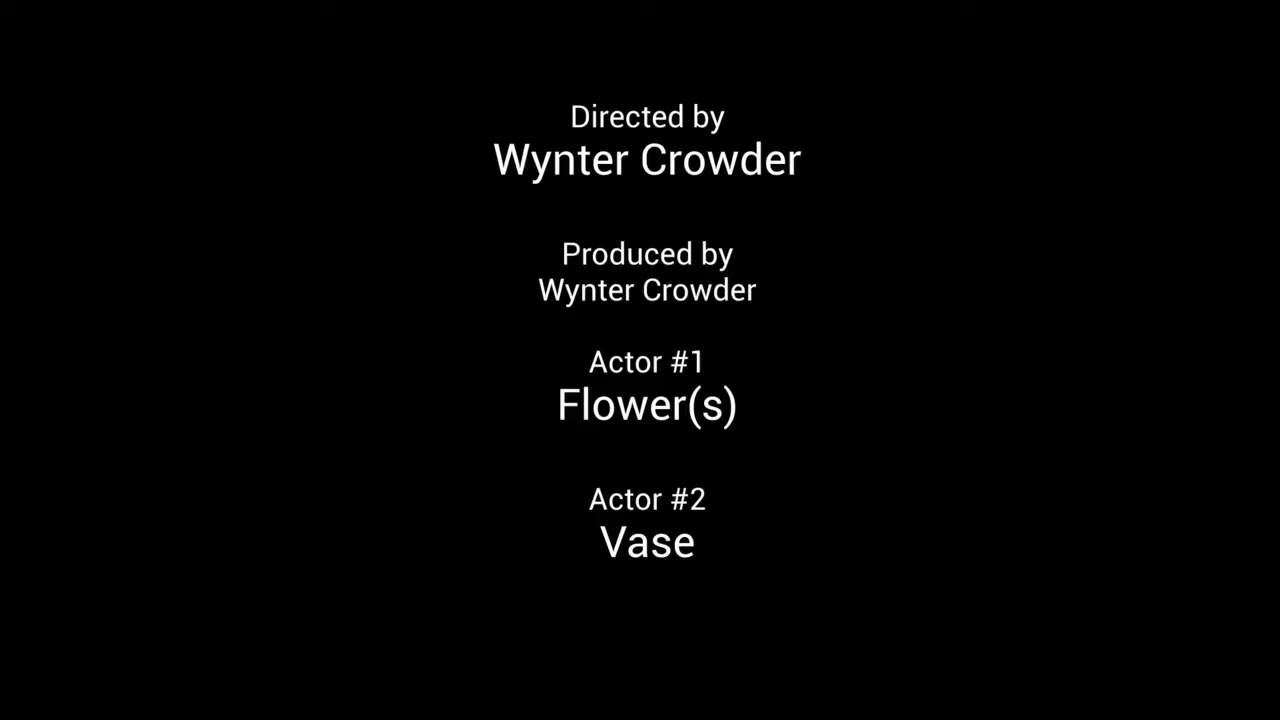 Directed by
Wynter Crowder
Produced by
Wynter Crowder
Actor #1
Flower(s)
Actor #2
Vase